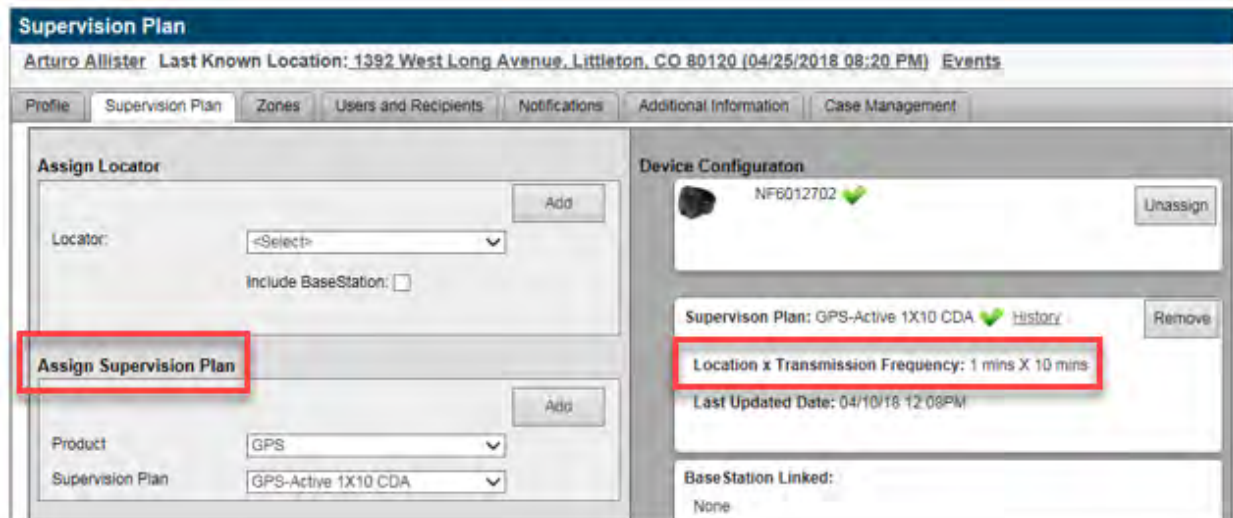 Supervision Plan
Arturo Allister Last Known Location: 1392 West Long Avenue, Littleton, CO 80120 (04/25/2018 08:20 PM) Events
Profile Supervision Plan Zones Users and Recipients Notifications Additional Information Case Management
Assign Locator
Add
Locator: <Select>
Include BaseStation:
Assign Supervision Plan
Add
Product GPS
Supervision Plan GPS-Active 1X10 CDA
Device Configuraton
NF6012702
Unassign
Supervison Plan: GPS-Active 1X10 CDA History
Remove
Location x Transmission Frequency: 1 mins X 10 mins
Last Updated Date: 04/10/18 12:08PM
BaseStation Linked:
None